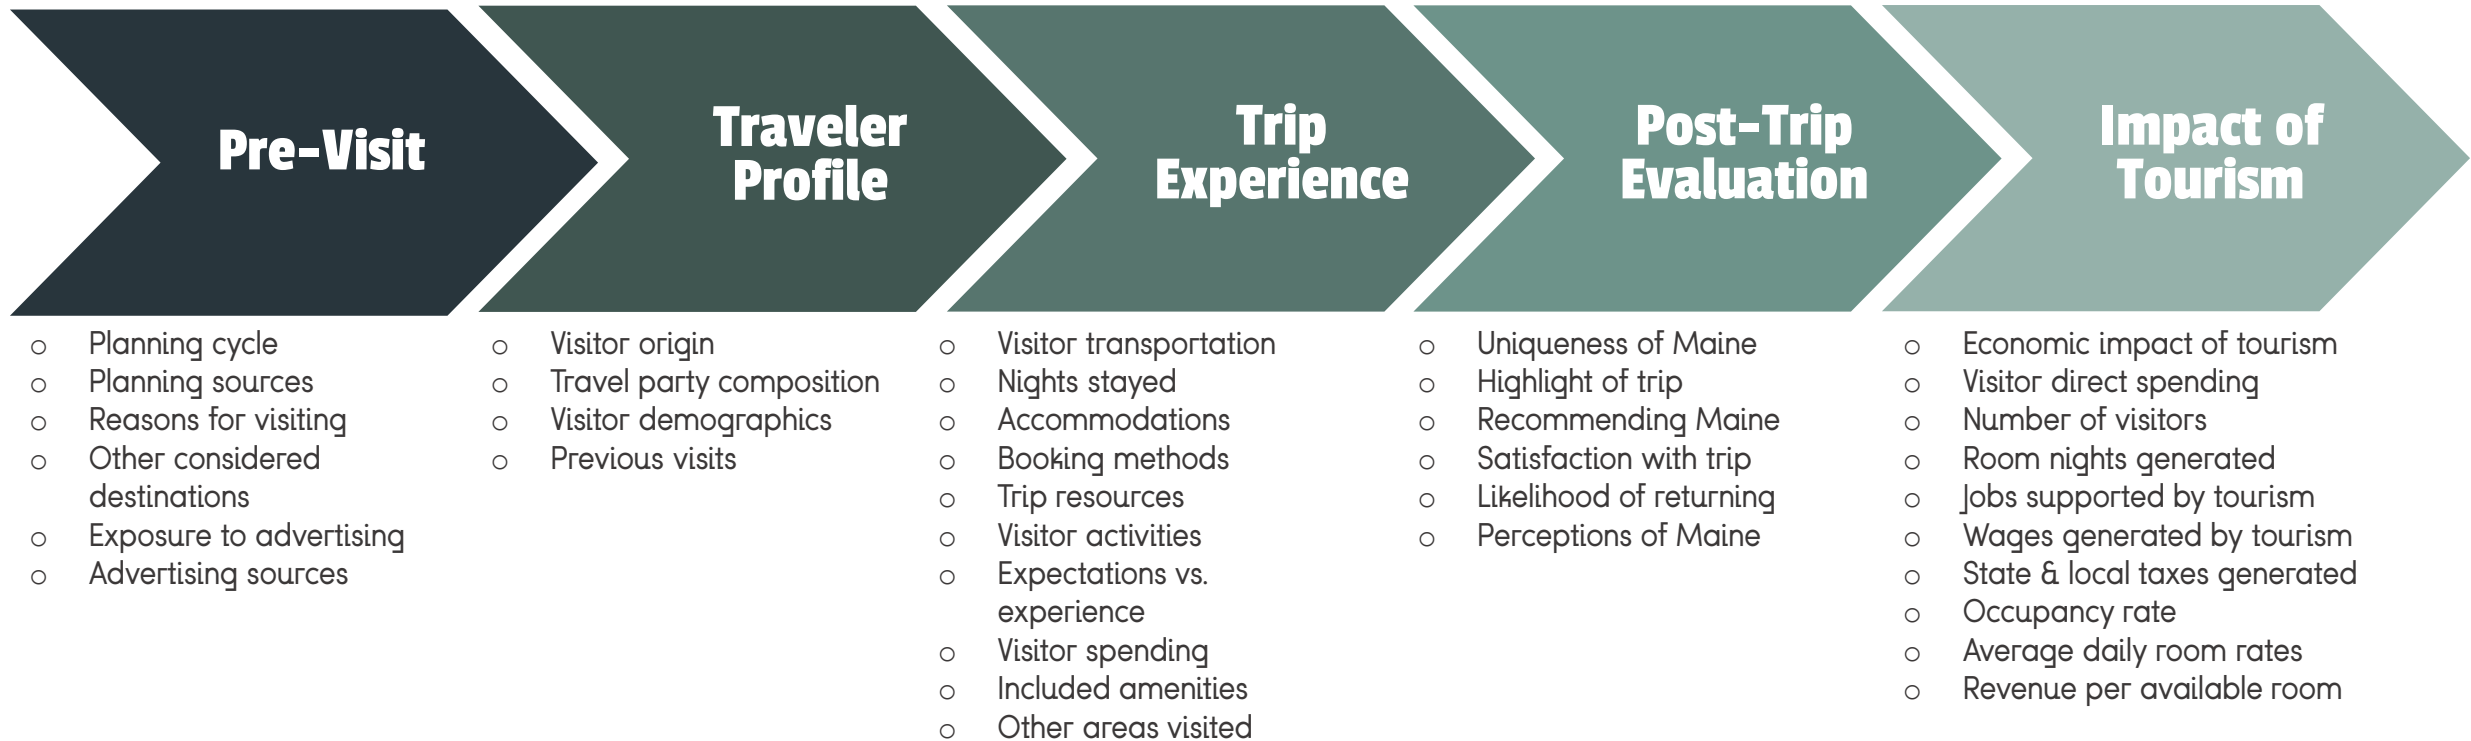 Pre-Visit
○ Planning cycle
○ Planning sources
○ Reasons for visiting
○ Other considered
destinations
○ Exposure to advertising
○ Advertising sources
Traveler
Profile
○ Visitor origin
○ Travel party composition
○ Visitor demographics
○ Previous visits
Trip
Experience
○ Visitor transportation
○ Nights stayed
○ Accommodations
○ Booking methods
○ Trip resources
○ Visitor activities
○ Expectations vs.
experience
○ Visitor spending
○ Included amenities
○ Other areas visited
Post-Trip
Evaluation
○ Uniqueness of Maine
○ Highlight of trip
○ Recommending Maine
○ Satisfaction with trip
○ Likelihood of returning
○ Perceptions of Maine
Impact of
Tourism
○ Economic impact of tourism
○ Visitor direct spending
○ Number of visitors
○ Room nights generated
○ Jobs supported by tourism
○ Wages generated by tourism
○ State & local taxes generated
○ Occupancy rate
○ Average daily room rates
○ Revenue per available room